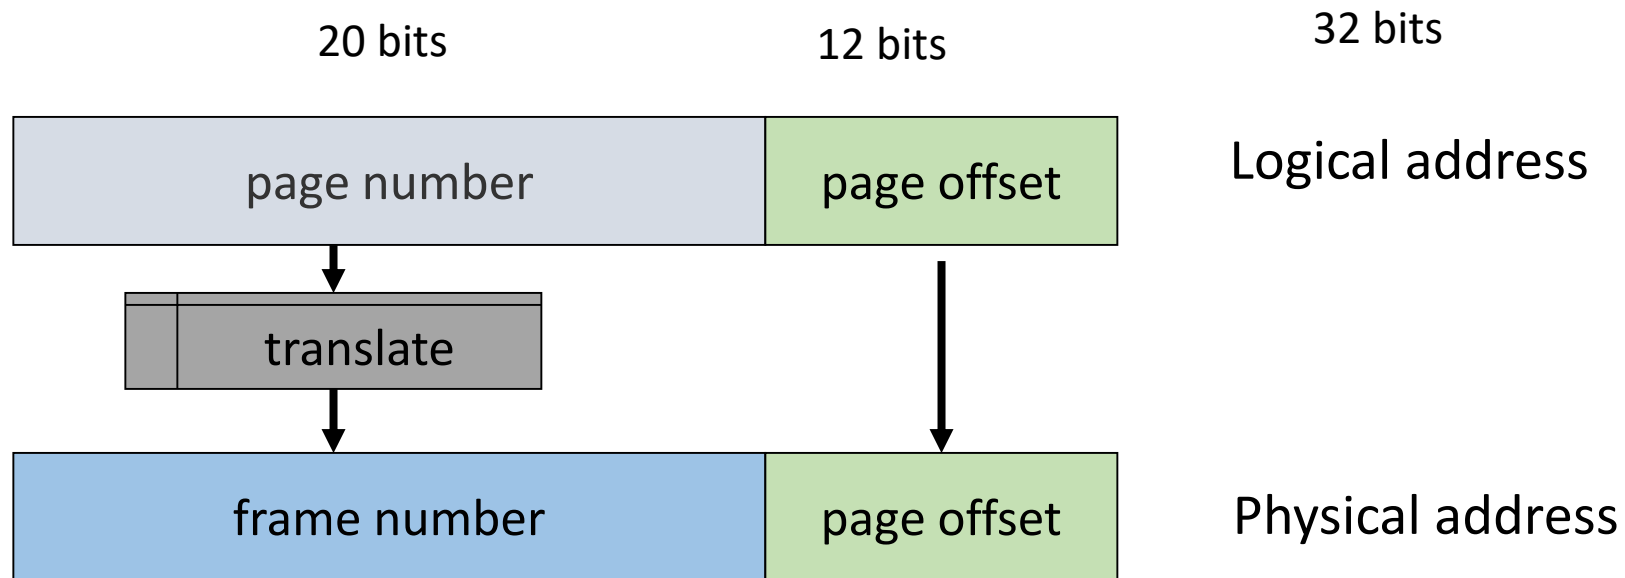 20 bits
12 bits
32 bits
page number
page offset
Logical address
translate
frame number
page offset
Physical address